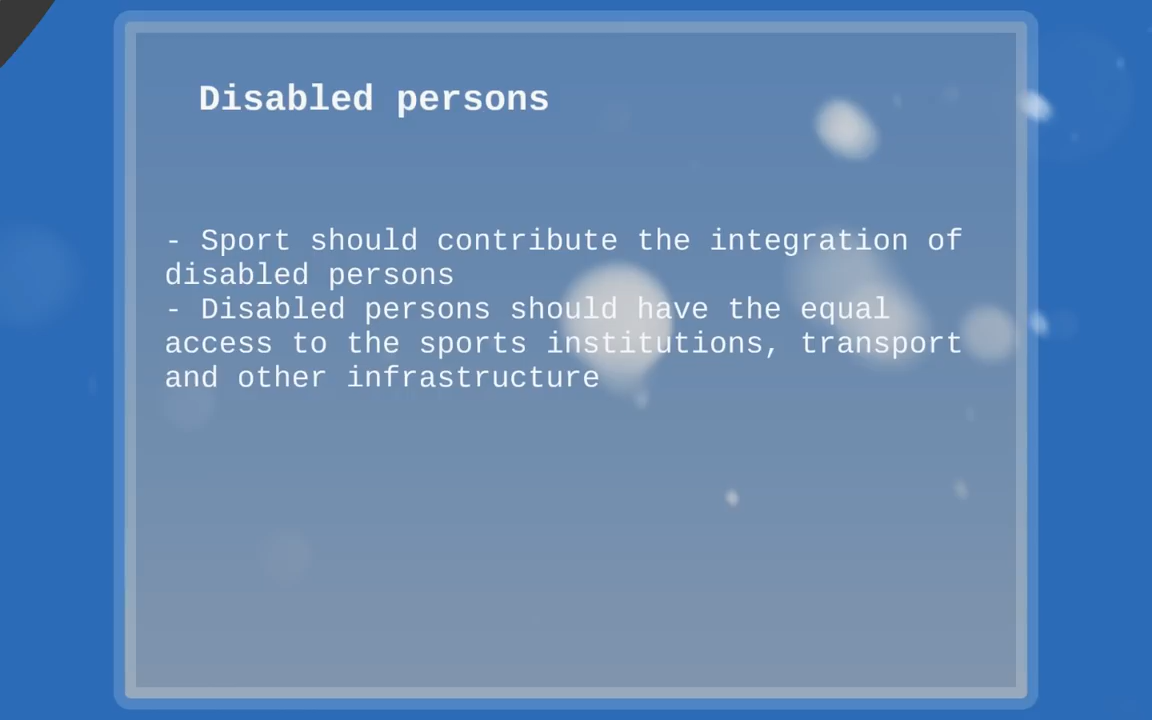 Disabled persons
- Sport should contribute the integration of
disabled persons
- Disabled persons should have the equal
access to the sports institutions, transport
and other infrastructure